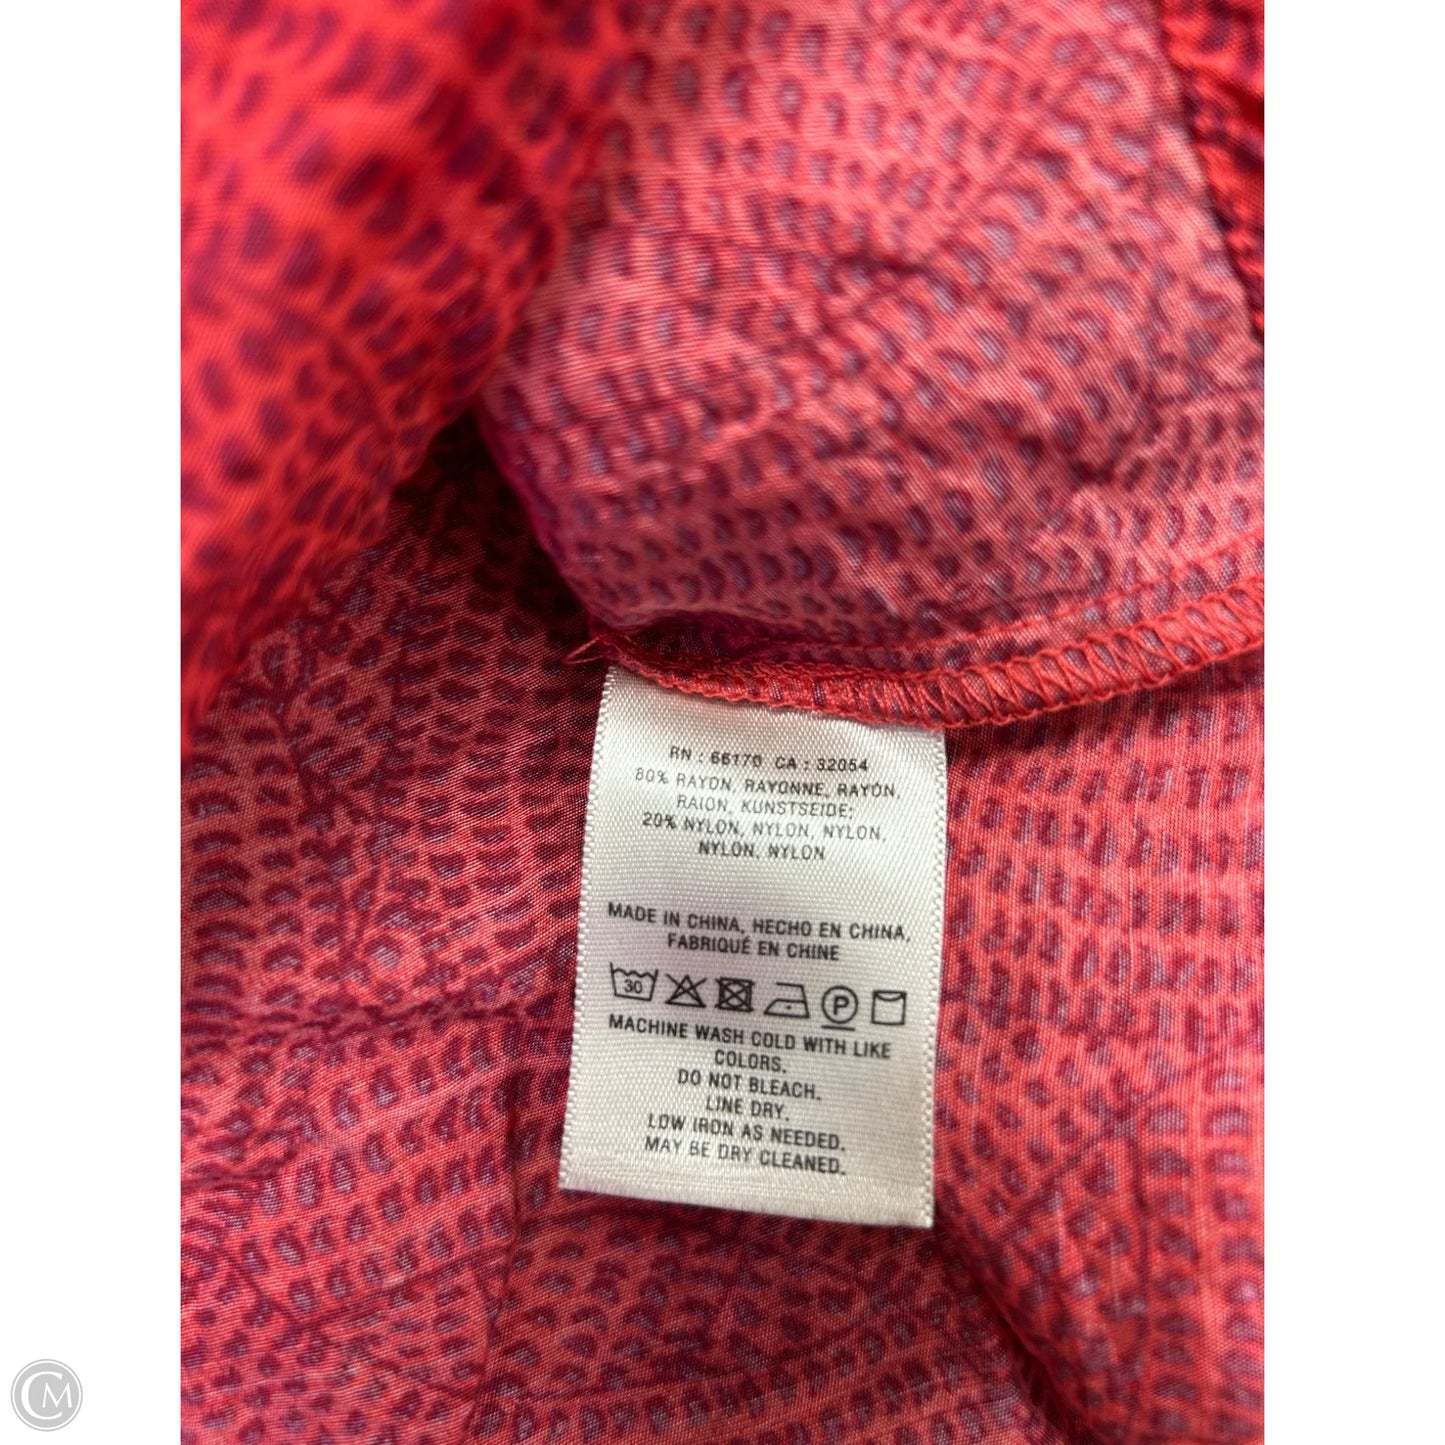 RN : 66170 CA : 32054
80% RAYON, RAYONNE, RAYÓN,
RAION, KUNSTSEIDE;
20% NYLON, NYLON, NYLON,
NYLON, NYLON
MADE IN CHINA, HECHO EN CHINA,
FABRIQUÉ EN CHINE
30 P
MACHINE WASH COLD WITH LIKE
COLORS.
DO NOT BLEACH.
LINE DRY.
LOW IRON AS NEEDED.
MAY BE DRY CLEANED.
CM